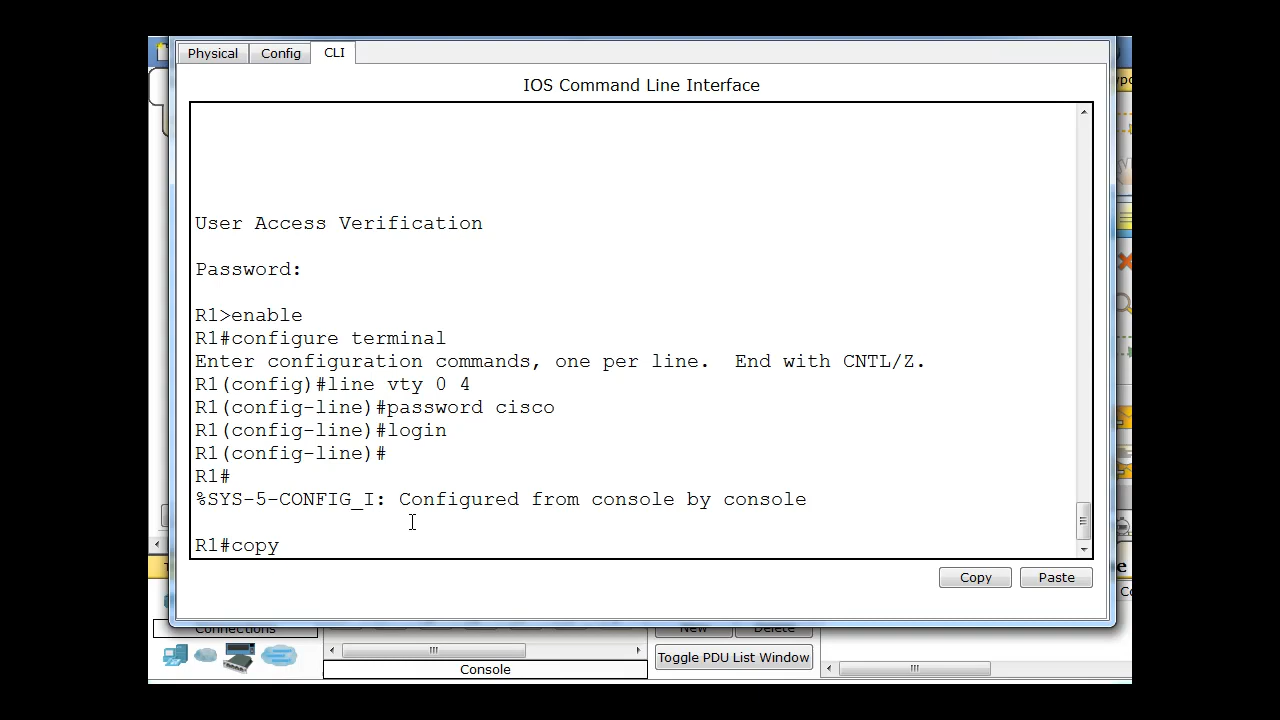 Physical
Config
CLI
IOS Command Line Interface
User Access Verification
Password:
R1>enable
R1#configure terminal
Enter configuration commands, one per line.  End with CNTL/Z.
R1(config)#line vty 0 4
R1(config-line)#password cisco
R1(config-line)#login
R1(config-line)#
R1#
%SYS-5-CONFIG_I: Configured from console by console
R1#copy
Copy
Paste
Connections
New
Delete
Toggle PDU List Window
Console